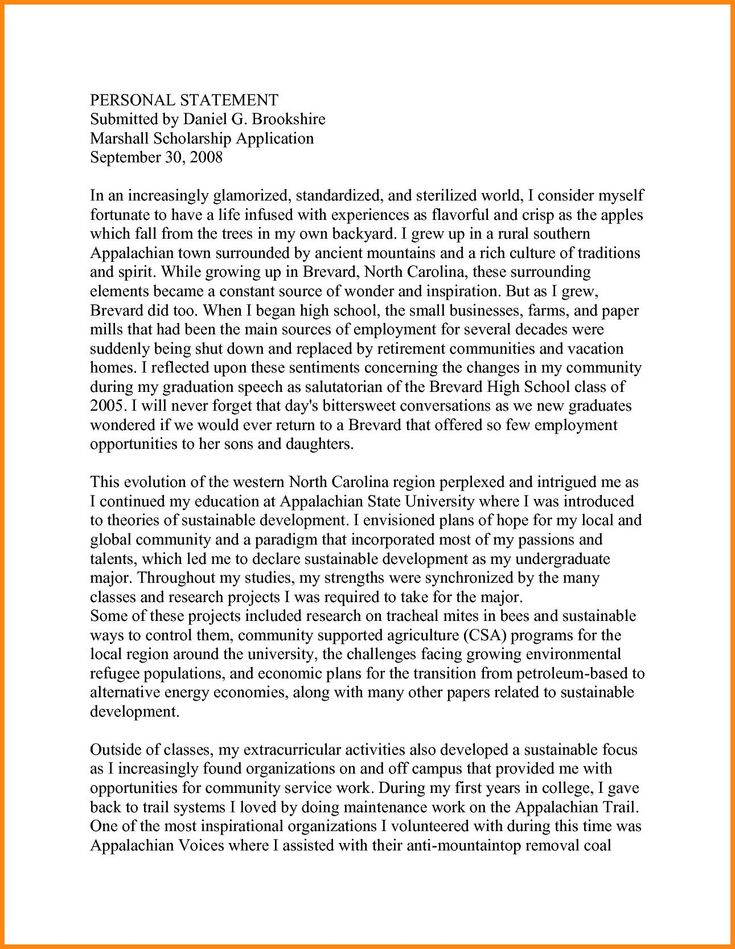 PERSONAL STATEMENT
Submitted by Daniel G. Brookshire
Marshall Scholarship Application
September 30, 2008
In an increasingly glamorized, standardized, and sterilized world, I consider myself
fortunate to have a life infused with experiences as flavorful and crisp as the apples
which fall from the trees in my own backyard. I grew up in a rural southern
Appalachian town surrounded by ancient mountains and a rich culture of traditions
and spirit. While growing up in Brevard, North Carolina, these surrounding
elements became a constant source of wonder and inspiration. But as I grew,
Brevard did too. When I began high school, the small businesses, farms, and paper
mills that had been the main sources of employment for several decades were
suddenly being shut down and replaced by retirement communities and vacation
homes. I reflected upon these sentiments concerning the changes in my community
during my graduation speech as salutatorian of the Brevard High School class of
2005. I will never forget that day's bittersweet conversations as we new graduates
wondered if we would ever return to a Brevard that offered so few employment
opportunities to her sons and daughters.
This evolution of the western North Carolina region perplexed and intrigued me as
I continued my education at Appalachian State University where I was introduced
to theories of sustainable development. I envisioned plans of hope for my local and
global community and a paradigm that incorporated most of my passions and
talents, which led me to declare sustainable development as my undergraduate
major. Throughout my studies, my strengths were synchronized by the many
classes and research projects I was required to take for the major.
Some of these projects included research on tracheal mites in bees and sustainable
ways to control them, community supported agriculture (CSA) programs for the
local region around the university, the challenges facing growing environmental
refugee populations, and economic plans for the transition from petroleum-based to
alternative energy economies, along with many other papers related to sustainable
development.
Outside of classes, my extracurricular activities also developed a sustainable focus
as I increasingly found organizations on and off campus that provided me with
opportunities for community service work. During my first years in college, I gave
back to trail systems I loved by doing maintenance work on the Appalachian Trail.
One of the most inspirational organizations I volunteered with during this time was
Appalachian Voices where I assisted with their anti-mountaintop removal coal